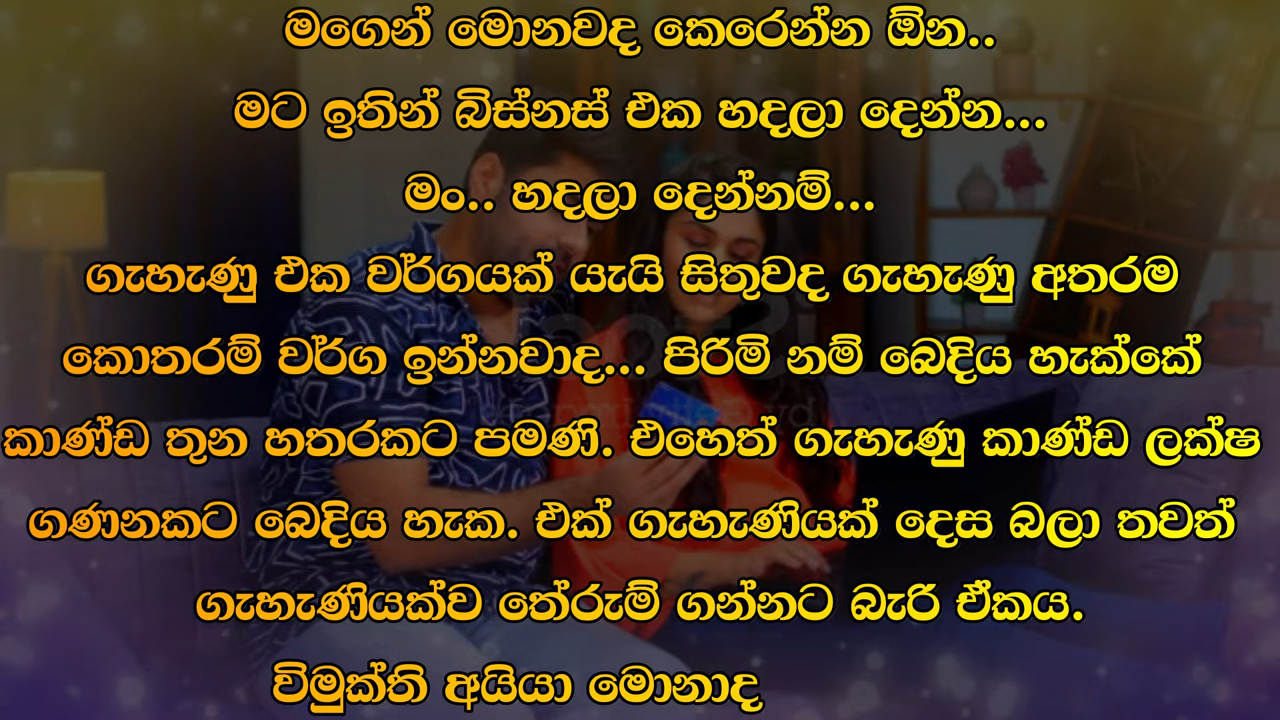 මගෙන් මොනවද කෙරෙන්න ඕන..
මට ඉතින් බිස්නස් එක හදලා දෙන්න...
මං.. හදලා දෙන්නම්...
ගැහැණු එක වර්ගයක් යැයි සිතුවද ගැහැණු අතරම
කොතරම් වර්ග ඉන්නවාද... පිරිමි නම් බෙදිය හැක්කේ
කාණ්ඩ තුන හතරකට පමණි. එහෙත් ගැහැණු කාණ්ඩ ලක්ෂ
ගණනකට බෙදිය හැක. එක් ගැහැණියක් දෙස බලා තවත්
ගැහැණියක්ව තේරුම් ගන්නට බැරි ඒකය.
විමුක්ති අයියා මොනාද